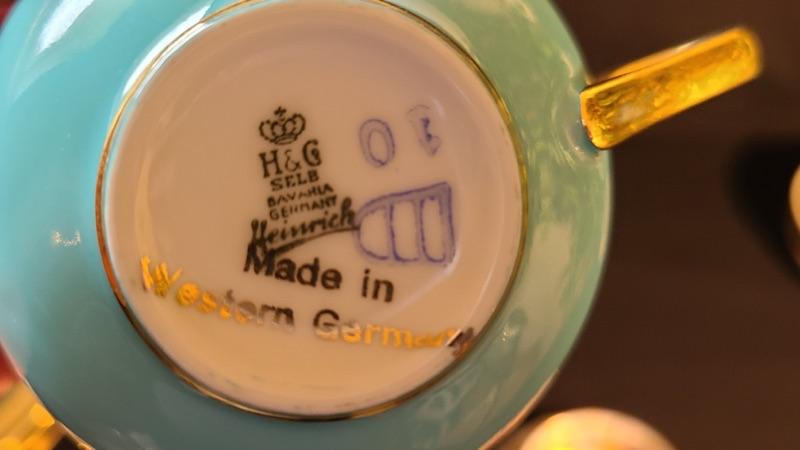 H&C
SELB
BAVARIA
GERMANY
Heinrich
Made in
Western Germany
O